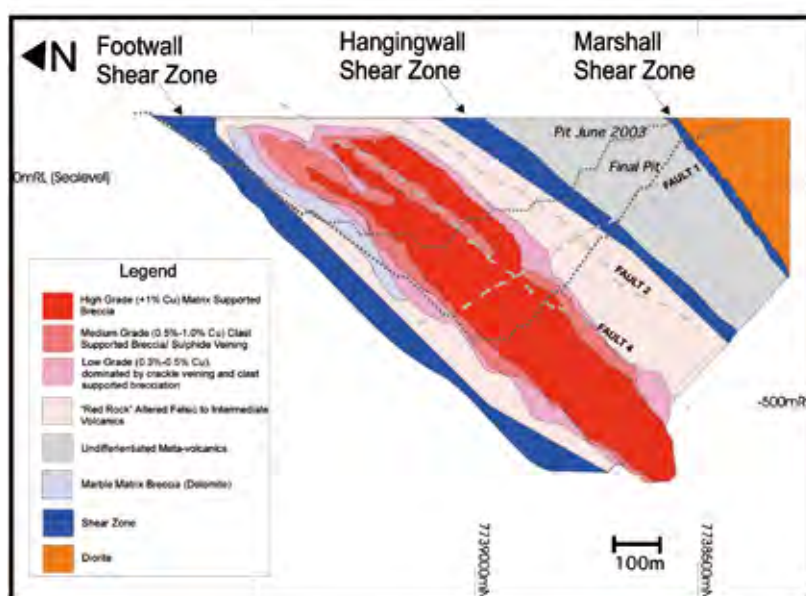 N
Footwall
Shear Zone
Hangingwall
Shear Zone
Marshall
Shear Zone
Pit June 2003
Final Pit
FAULT 1
0mRL (Sealevel)
FAULT 2
FAULT 4
-500mR
Legend
High Grade (+1% Cu) Matrix Supported
Breccia
Medium Grade (0.5%-1.0% Cu) Clast
Supported Breccia/ Sulphide Veining
Low Grade (0.3%-0.5% Cu),
dominated by crackle veining and clast
supported brecciation
"Red Rock" Altered Felsic to Intermediate
Volcanics
Undifferentiated Meta-volcanics
Marble Matrix Breccia (Dolomite)
Shear Zone
Diorite
7739000mN
7738600mN
100m